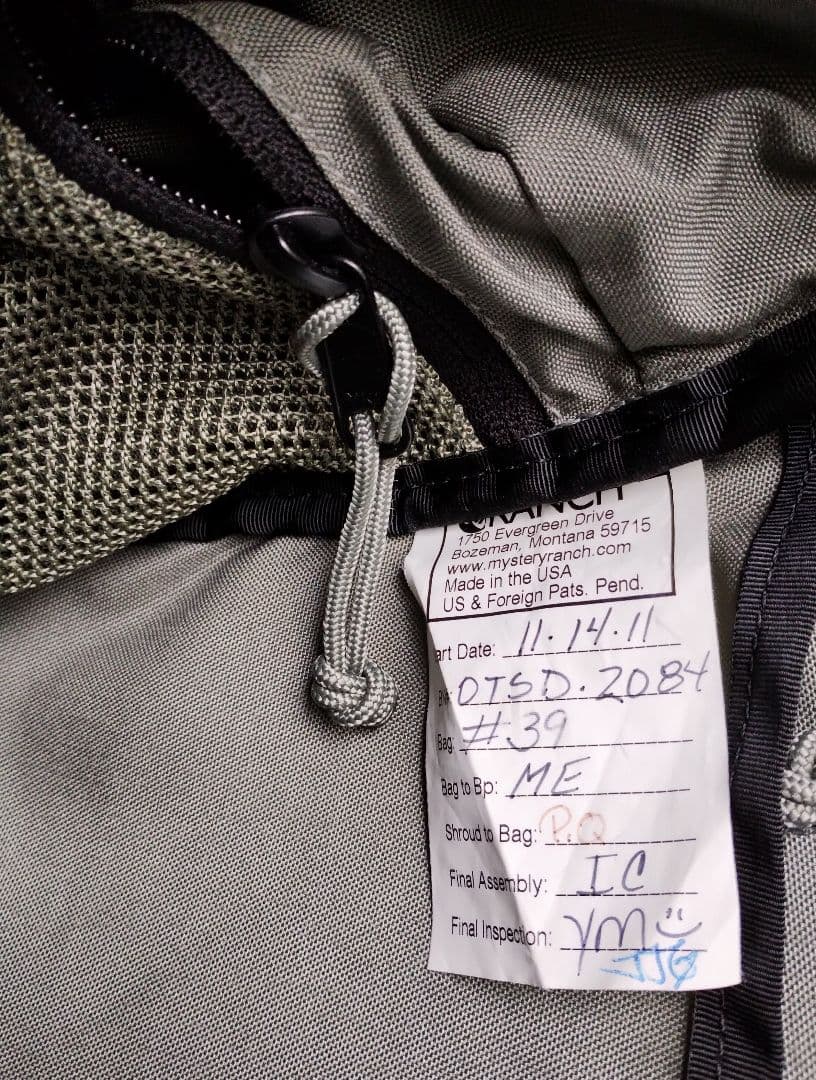 RANCH
1750 Evergreen Drive
Bozeman, Montana 59715
www.mysteryranch.com
Made in the USA
US & Foreign Pats. Pend.
art Date: 11.14.11
OTSD.2084
Bag: #39
Bag to Bp: ME
Shroud to Bag: P.Q
Final Assembly: IC
Final Inspection: YM